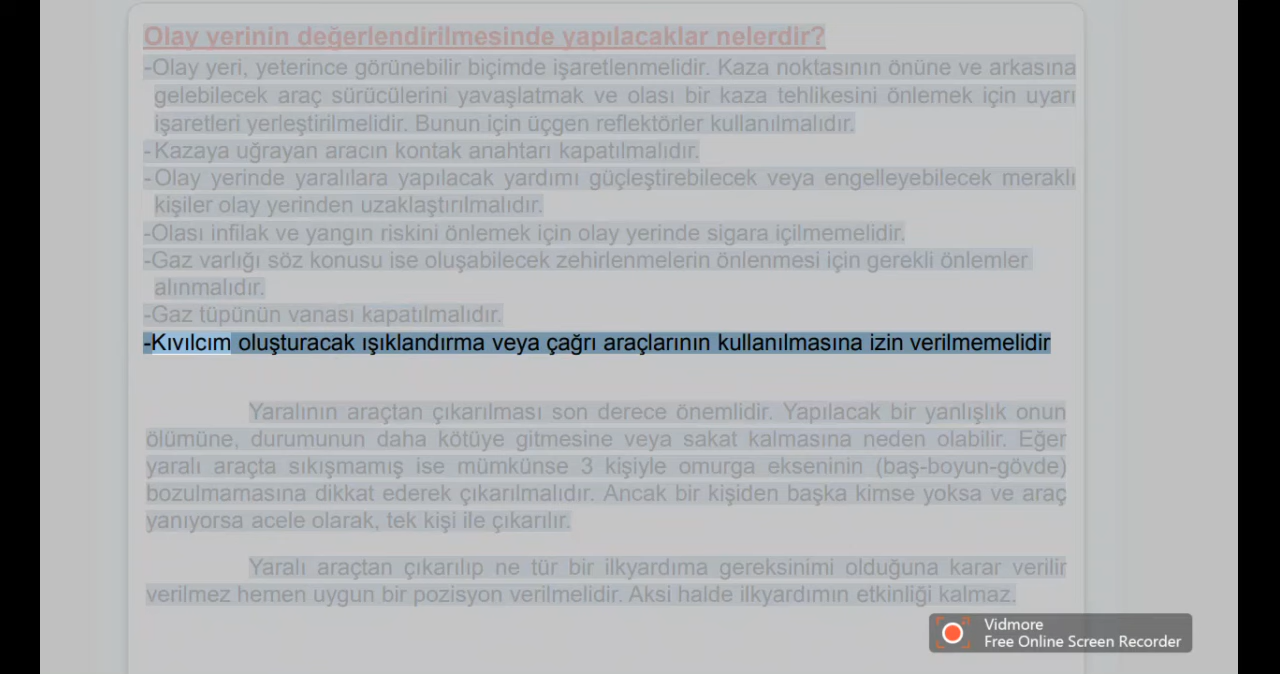 Olay yerinin değerlendirilmesinde yapılacaklar nelerdir?
-Olay yeri, yeterince görünebilir biçimde işaretlenmelidir. Kaza noktasının önüne ve arkasına
gelebilecek araç sürücülerini yavaşlatmak ve olası bir kaza tehlikesini önlemek için uyarı
işaretleri yerleştirilmelidir. Bunun için üçgen reflektörler kullanılmalıdır.
-Kazaya uğrayan aracın kontak anahtarı kapatılmalıdır.
-Olay yerinde yaralılara yapılacak yardımı güçleştirebilecek veya engelleyebilecek meraklı
kişiler olay yerinden uzaklaştırılmalıdır.
-Olası infilak ve yangın riskini önlemek için olay yerinde sigara içilmemelidir.
-Gaz varlığı söz konusu ise oluşabilecek zehirlenmelerin önlenmesi için gerekli önlemler
alınmalıdır.
-Gaz tüpünün vanası kapatılmalıdır.
-Kıvılcım oluşturacak ışıklandırma veya çağrı araçlarının kullanılmasına izin verilmemelidir
Yaralının araçtan çıkarılması son derece önemlidir. Yapılacak bir yanlışlık onun
ölümüne, durumunun daha kötüye gitmesine veya sakat kalmasına neden olabilir. Eğer
yaralı araçta sıkışmamış ise mümkünse 3 kişiyle omurga ekseninin (baş-boyun-gövde)
bozulmamasına dikkat ederek çıkarılmalıdır. Ancak bir kişiden başka kimse yoksa ve araç
yanıyorsa acele olarak, tek kişi ile çıkarılır.
Yaralı araçtan çıkarılıp ne tür bir ilkyardıma gereksinimi olduğuna karar verilir
verilmez hemen uygun bir pozisyon verilmelidir. Aksi halde ilkyardımın etkinliği kalmaz.
Vidmore
Free Online Screen Recorder